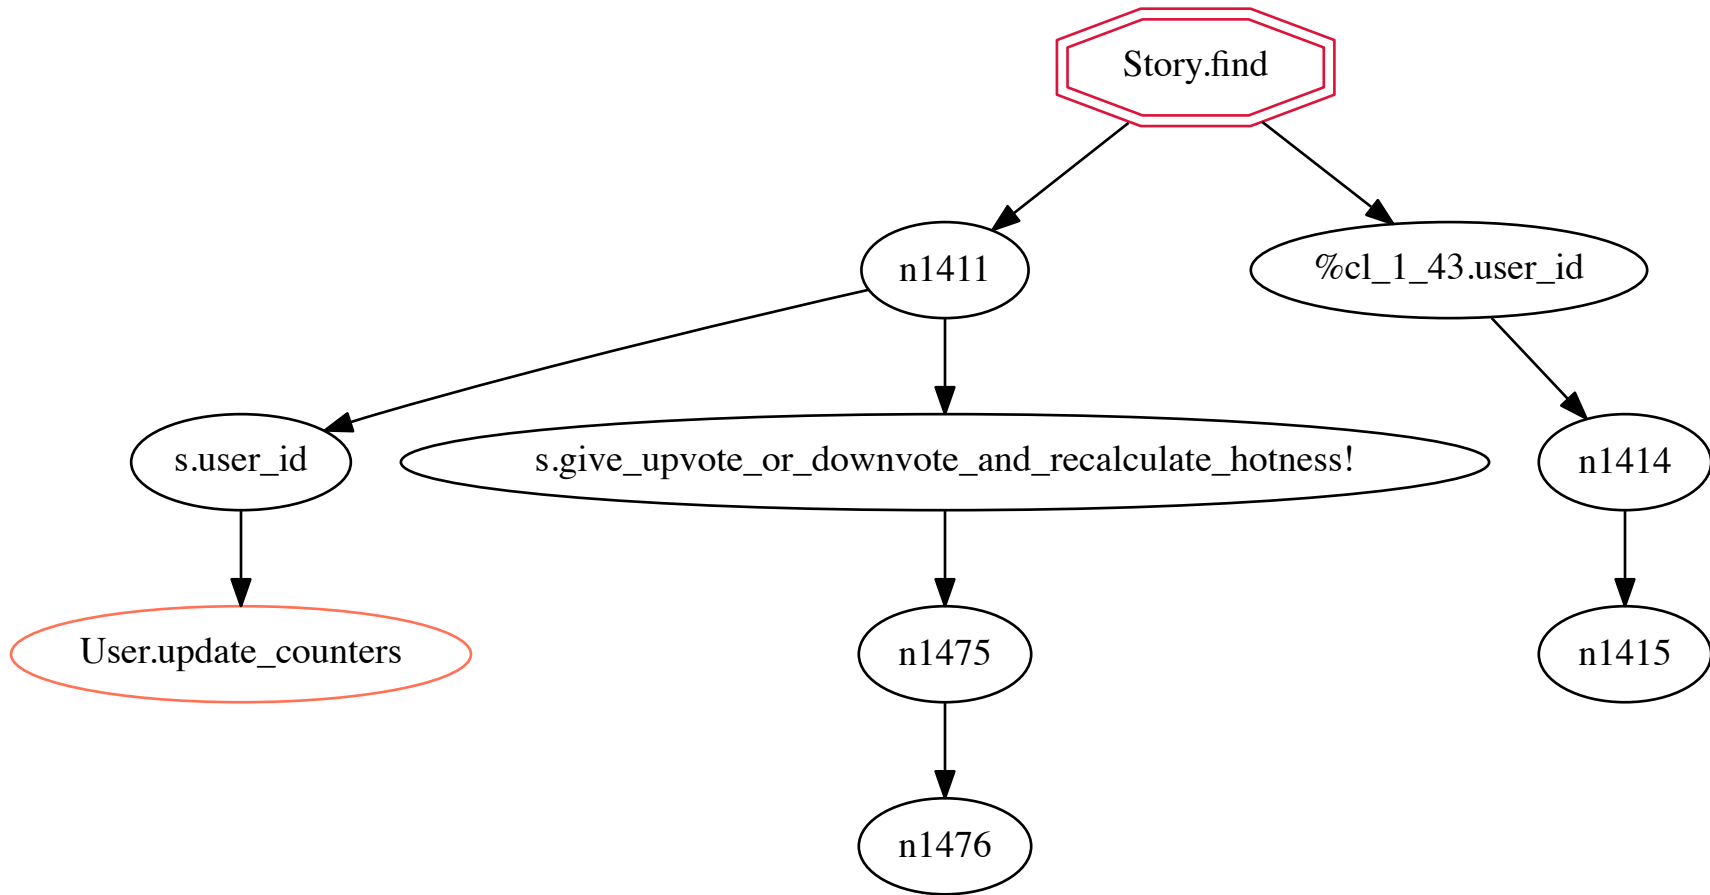 Story.find
n1411
%cl_1_43.user_id
s.user_id
s.give_upvote_or_downvote_and_recalculate_hotness!
n1414
User.update_counters
n1475
n1415
n1476